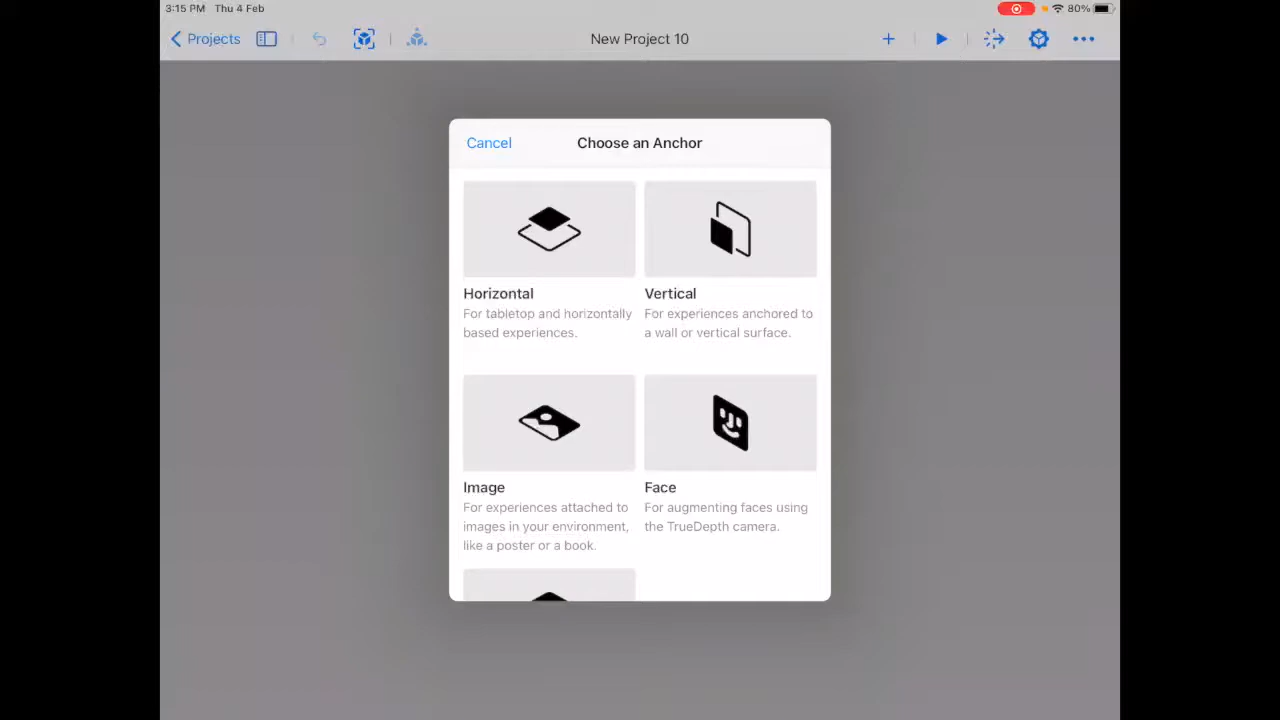 3:15 PM Thu 4 Feb
80%
Projects
New Project 10
Cancel
Choose an Anchor
Horizontal
For tabletop and horizontally
based experiences.
Vertical
For experiences anchored to
a wall or vertical surface.
Image
For experiences attached to
images in your environment,
like a poster or a book.
Face
For augmenting faces using
the TrueDepth camera.